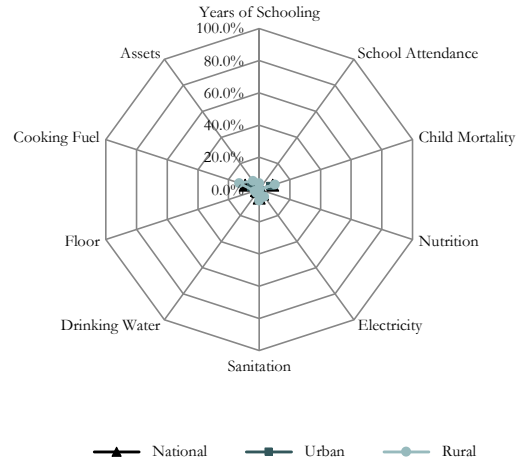 Years of Schooling
100.0%
Assets
School Attendance
80.0%
60.0%
40.0%
Cooking Fuel
Child Mortality
20.0%
0.0%
Floor
Nutrition
Drinking Water
Electricity
Sanitation
National
Urban
Rural